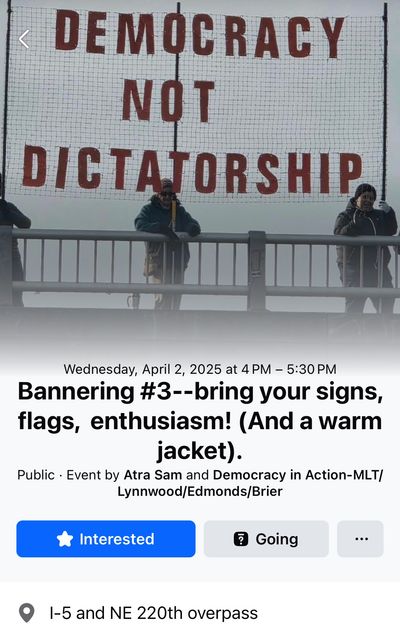 DEMOCRACY
NOT
DICTATORSHIP
Wednesday, April 2, 2025 at 4 PM – 5:30 PM
Bannering #3--bring your signs,
flags, enthusiasm! (And a warm
jacket).
Public · Event by Atra Sam and Democracy in Action-MLT/
Lynnwood/Edmonds/Brier
Interested
Going
I-5 and NE 220th overpass